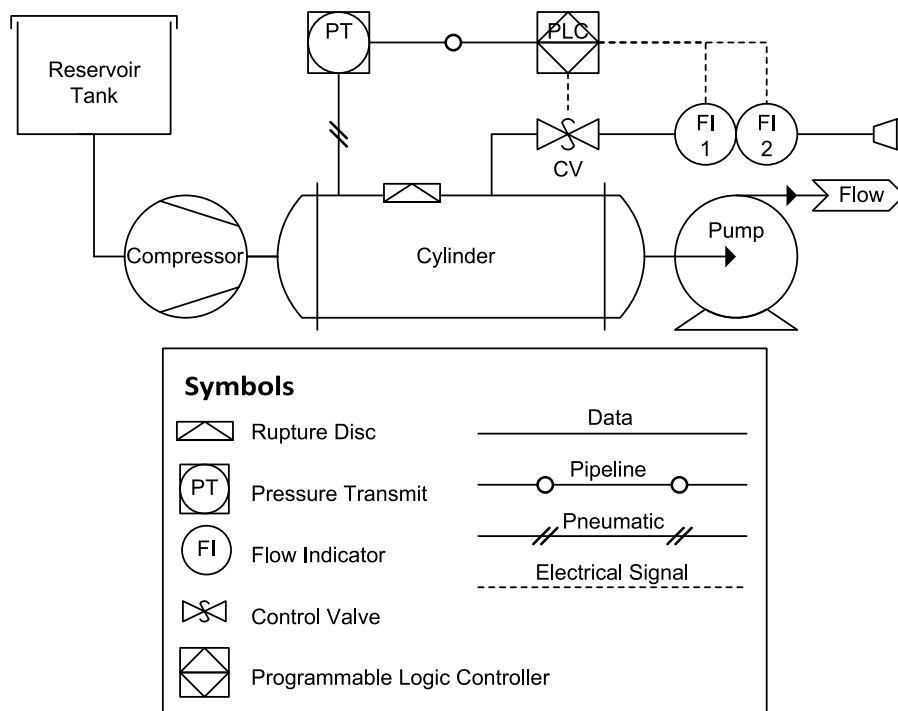 Reservoir
Tank
PT
PLC
FI
1
FI
2
CV
Flow
Compressor
Cylinder
Pump
Symbols
Rupture Disc
PT
Pressure Transmit
FI
Flow Indicator
Control Valve
Programmable Logic Controller
Data
Pipeline
Pneumatic
Electrical Signal